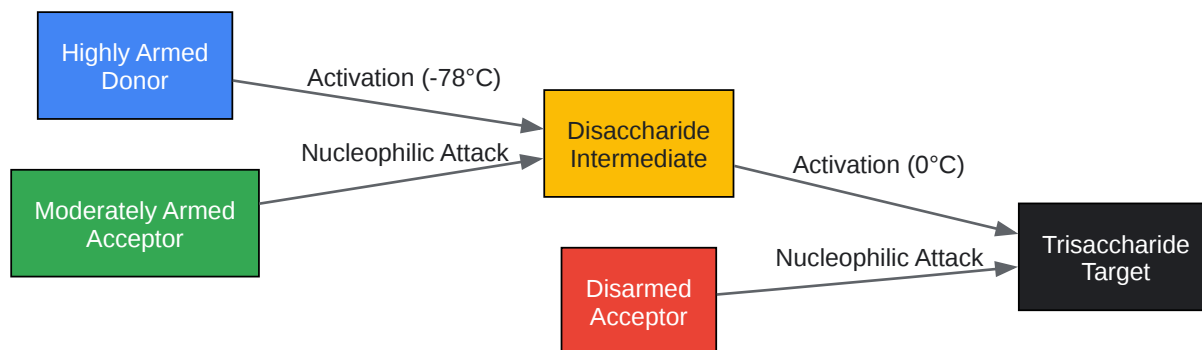 Highly Armed
Donor
Activation (-78°C)
Nucleophilic Attack
Moderately Armed
Acceptor
Disaccharide
Intermediate
Activation (0°C)
Nucleophilic Attack
Disarmed
Acceptor
Trisaccharide
Target